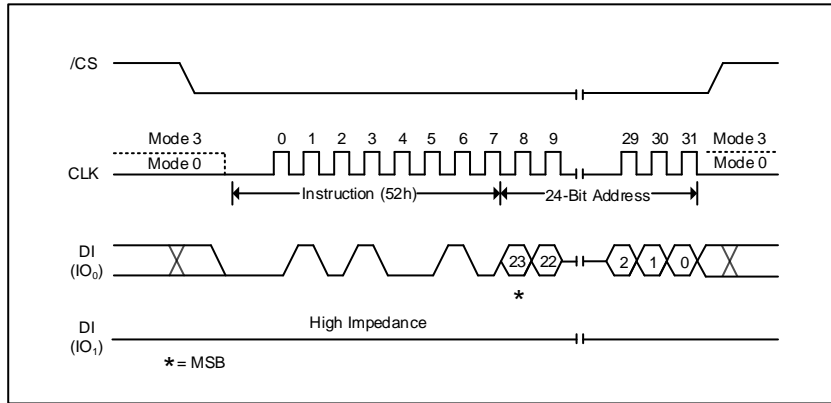 /CS
Mode 3
Mode 0
CLK
0 1 2 3 4 5 6 7 8 9 29 30 31
Mode 3
Mode 0
Instruction (52h)
24-Bit Address
DI
(IO₀)
23 22 2 1 0
*
DI
(IO₁)
High Impedance
* = MSB